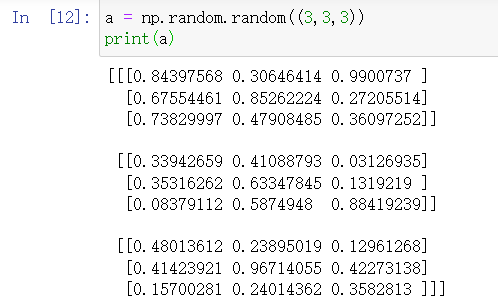 In [12]: a = np.random.random((3,3,3))
print(a)
[[[0.84397568 0.30646414 0.9900737 ]
[0.67554461 0.85262224 0.27205514]
[0.73829997 0.47908485 0.36097252]]
[[0.33942659 0.41088793 0.03126935]
[0.35316262 0.63347845 0.1319219 ]
[0.08379112 0.5874948  0.88419239]]
[[0.48013612 0.23895019 0.12961268]
[0.41423921 0.96714055 0.42273138]
[0.15700281 0.24014362 0.3582813 ]]]